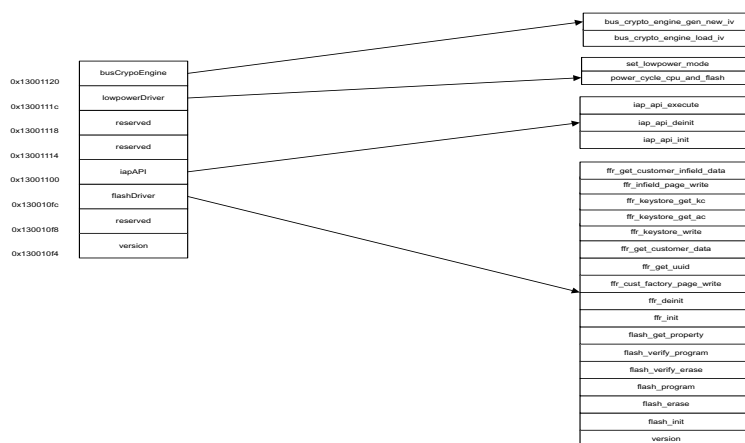 0x13001120
0x1300111c
0x13001118
0x13001114
0x13001100
0x130010fc
0x130010f8
0x130010f4
busCrypoEngine
lowpowerDriver
reserved
reserved
iapAPI
flashDriver
reserved
version
bus_crypto_engine_gen_new_iv
bus_crypto_engine_load_iv
set_lowpower_mode
power_cycle_cpu_and_flash
iap_api_execute
iap_api_deinit
iap_api_init
ffr_get_customer_infield_data
ffr_infield_page_write
ffr_keystore_get_kc
ffr_keystore_get_ac
ffr_keystore_write
ffr_get_customer_data
ffr_get_uuid
ffr_cust_factory_page_write
ffr_deinit
ffr_init
flash_get_property
flash_verify_program
flash_verify_erase
flash_program
flash_erase
flash_init
version